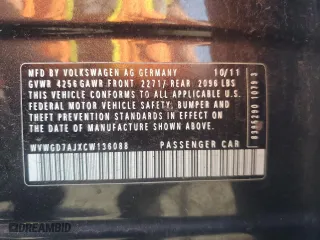 MFD BY VOLKSWAGEN AG GERMANY 10/11
GVWR 4256 GAWR FRONT 2271/ REAR 2096 LBS
THIS VEHICLE CONFORMS TO ALL APPLICABLE U.S.
FEDERAL MOTOR VEHICLE SAFETY, BUMPER AND
THEFT PREVENTION STANDARDS IN EFFECT ON THE
DATE OF MANUFACTURE SHOWN ABOVE.
WVWGD7AJXCW136088 PASSENGER CAR
© DREAMBID